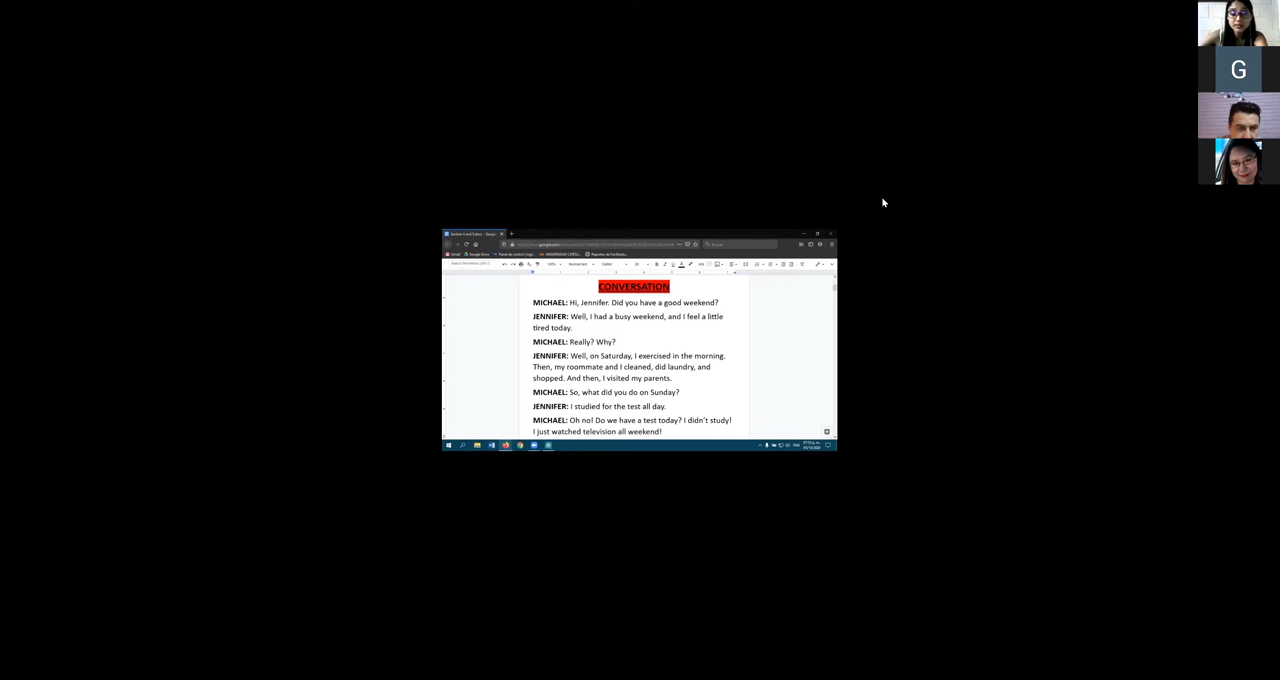 G
CONVERSATION
MICHAEL: Hi, Jennifer. Did you have a good weekend?
JENNIFER: Well, I had a busy weekend, and I feel a little
tired today.
MICHAEL: Really? Why?
JENNIFER: Well, on Saturday, I exercised in the morning.
Then, my roommate and I cleaned, did laundry, and
shopped. And then, I visited my parents.
MICHAEL: So, what did you do on Sunday?
JENNIFER: I studied for the test all day.
MICHAEL: Oh no! Do we have a test today? I didn't study!
I just watched television all weekend!